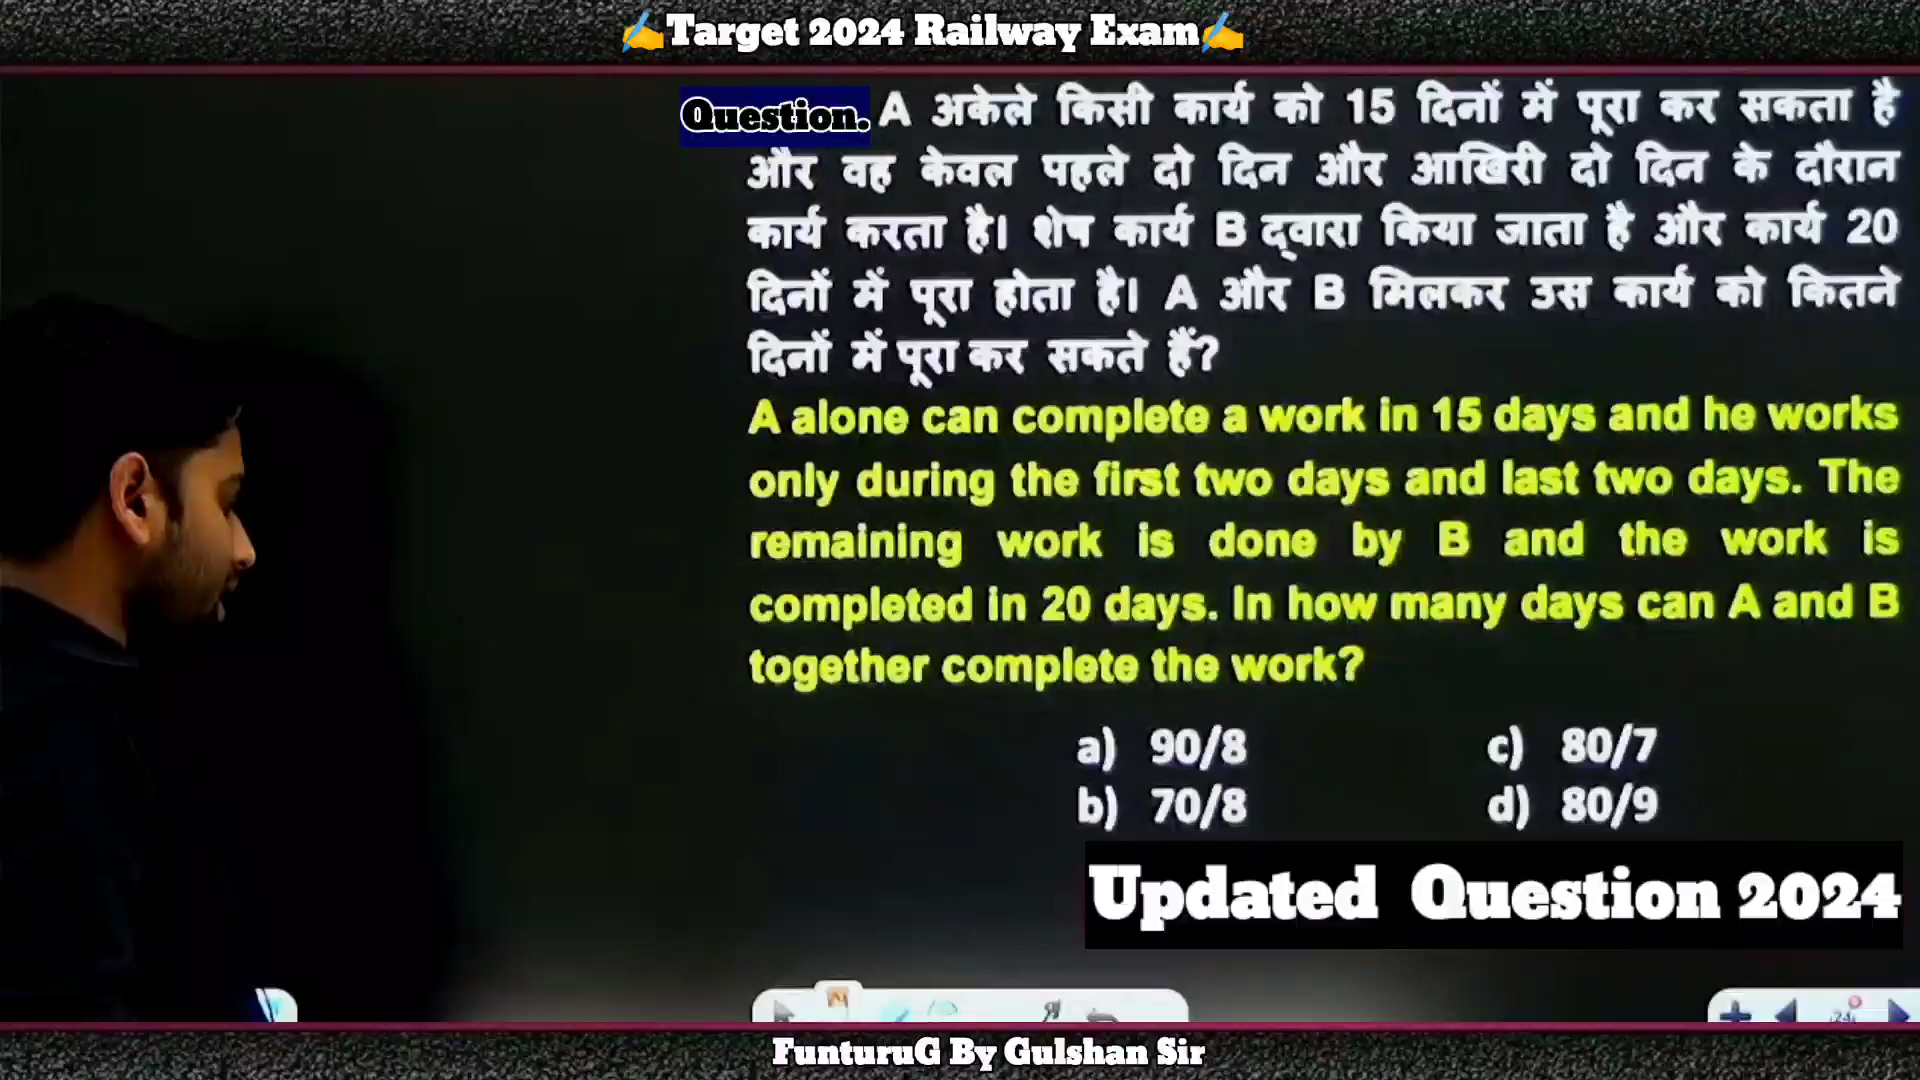 ✍Target 2024 Railway Exam✍
Question. A अकेले किसी कार्य को 15 दिनों में पूरा कर सकता है
और वह केवल पहले दो दिन और आखिरी दो दिन के दौरान
कार्य करता है। शेष कार्य B द्वारा किया जाता है और कार्य 20
दिनों में पूरा होता है। A और B मिलकर उस कार्य को कितने
दिनों में पूरा कर सकते हैं?
A alone can complete a work in 15 days and he works
only during the first two days and last two days. The
remaining work is done by B and the work is
completed in 20 days. In how many days can A and B
together complete the work?
a) 90/8
b) 70/8
c) 80/7
d) 80/9
Updated Question 2024
FunturuG By Gulshan Sir